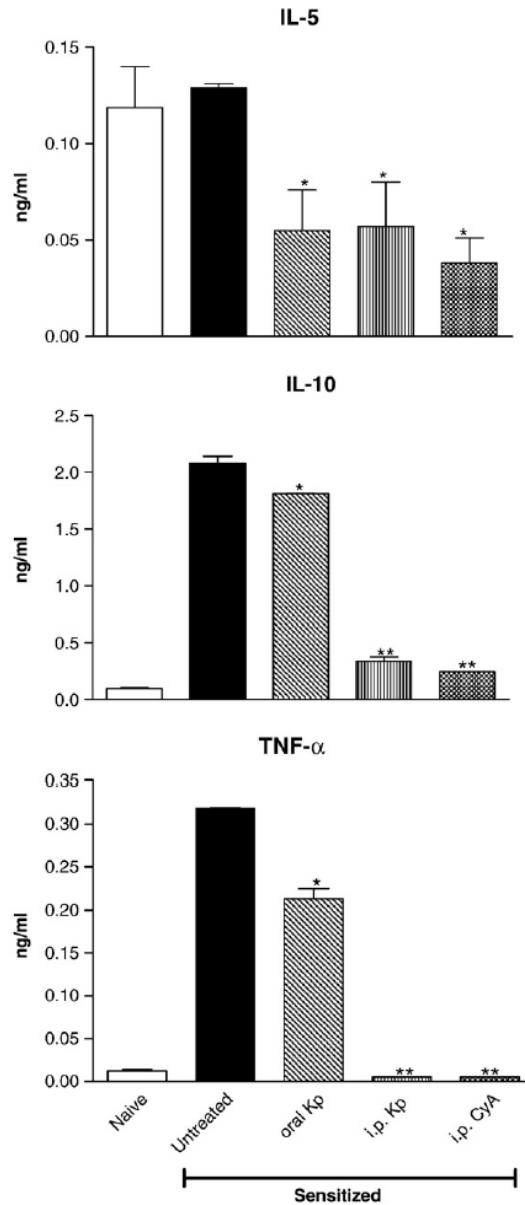 IL-5
0.15
0.10
0.05
0.00
ng/ml
*
*
*
IL-10
2.5
2.0
1.5
1.0
0.5
0.0
ng/ml
*
**
**
TNF-α
0.35
0.30
0.25
0.20
0.15
0.10
0.05
0.00
ng/ml
*
**
**
Naive
Untreated
oral Kp
i.p. Kp
i.p. CyA
Sensitized